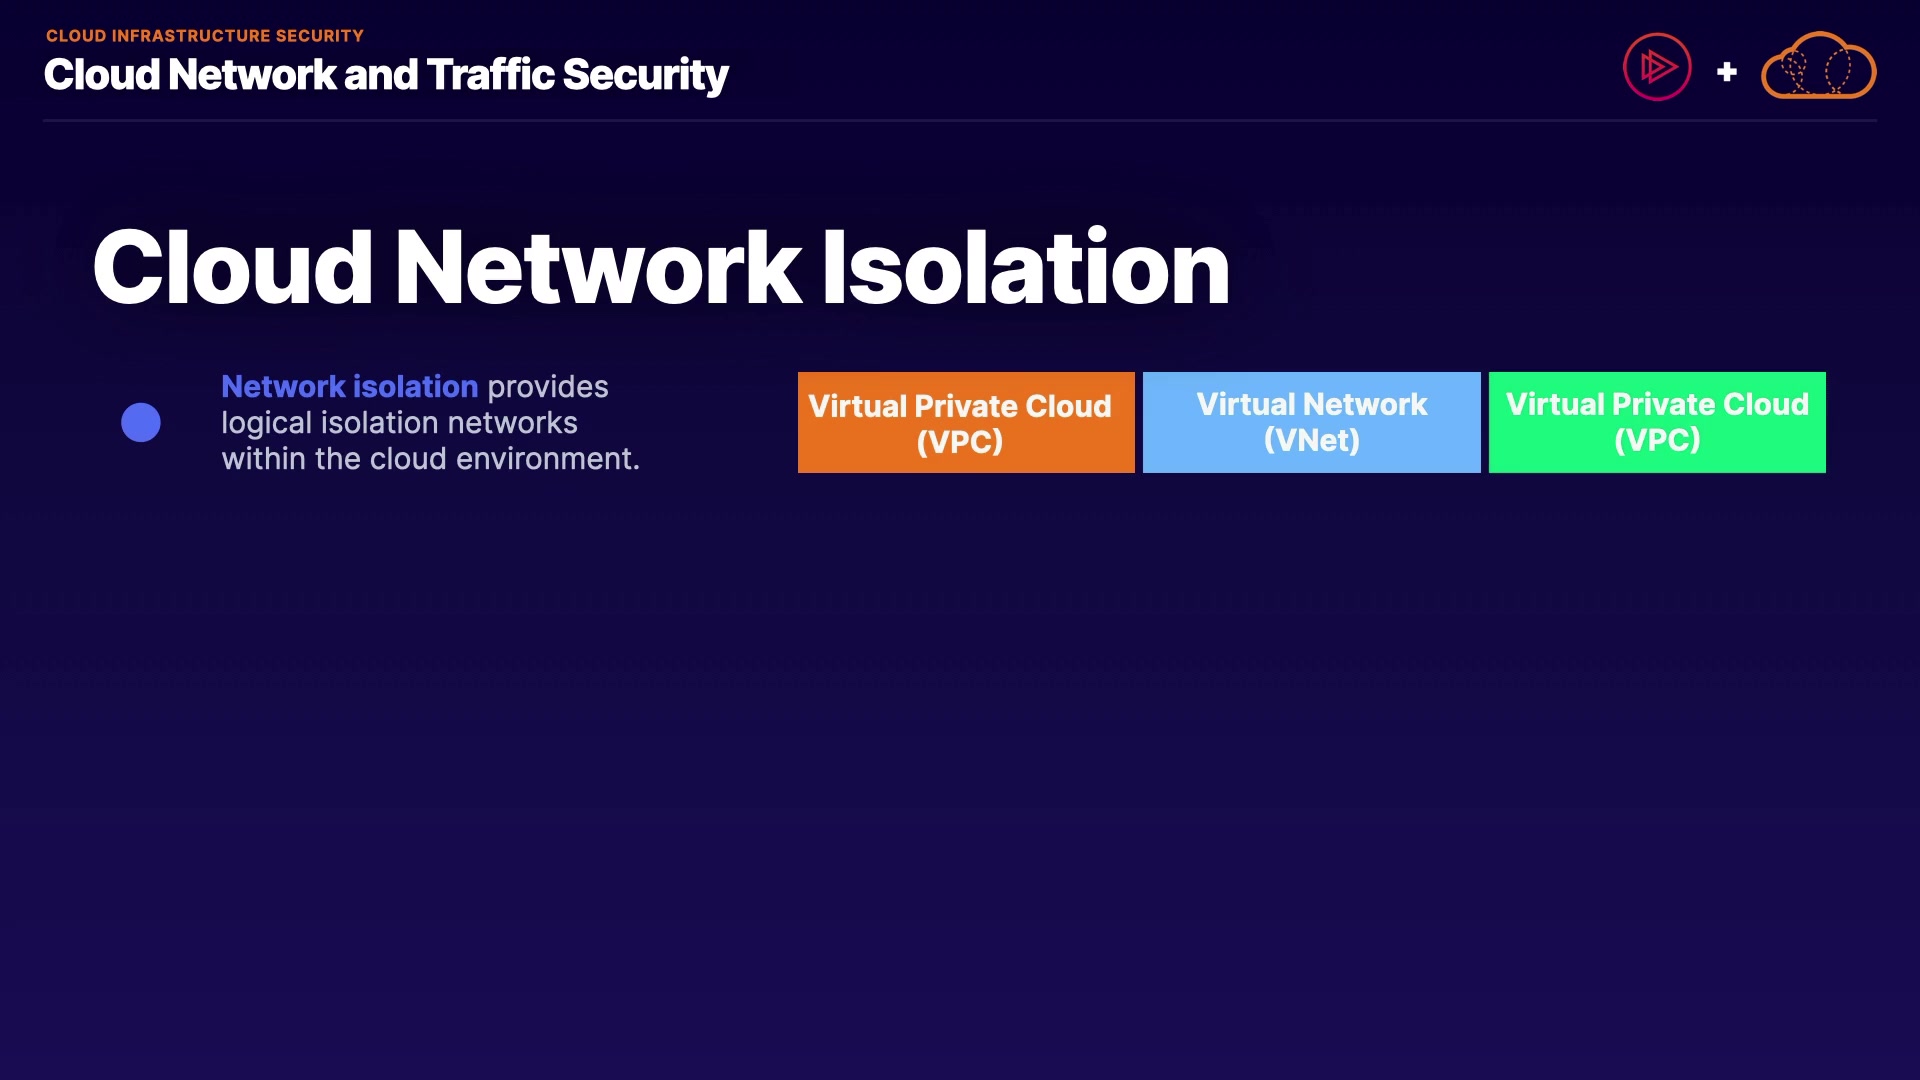 CLOUD INFRASTRUCTURE SECURITY
Cloud Network and Traffic Security
Cloud Network Isolation
Network isolation provides
logical isolation networks
within the cloud environment.
Virtual Private Cloud
(VPC)
Virtual Network
(VNet)
Virtual Private Cloud
(VPC)